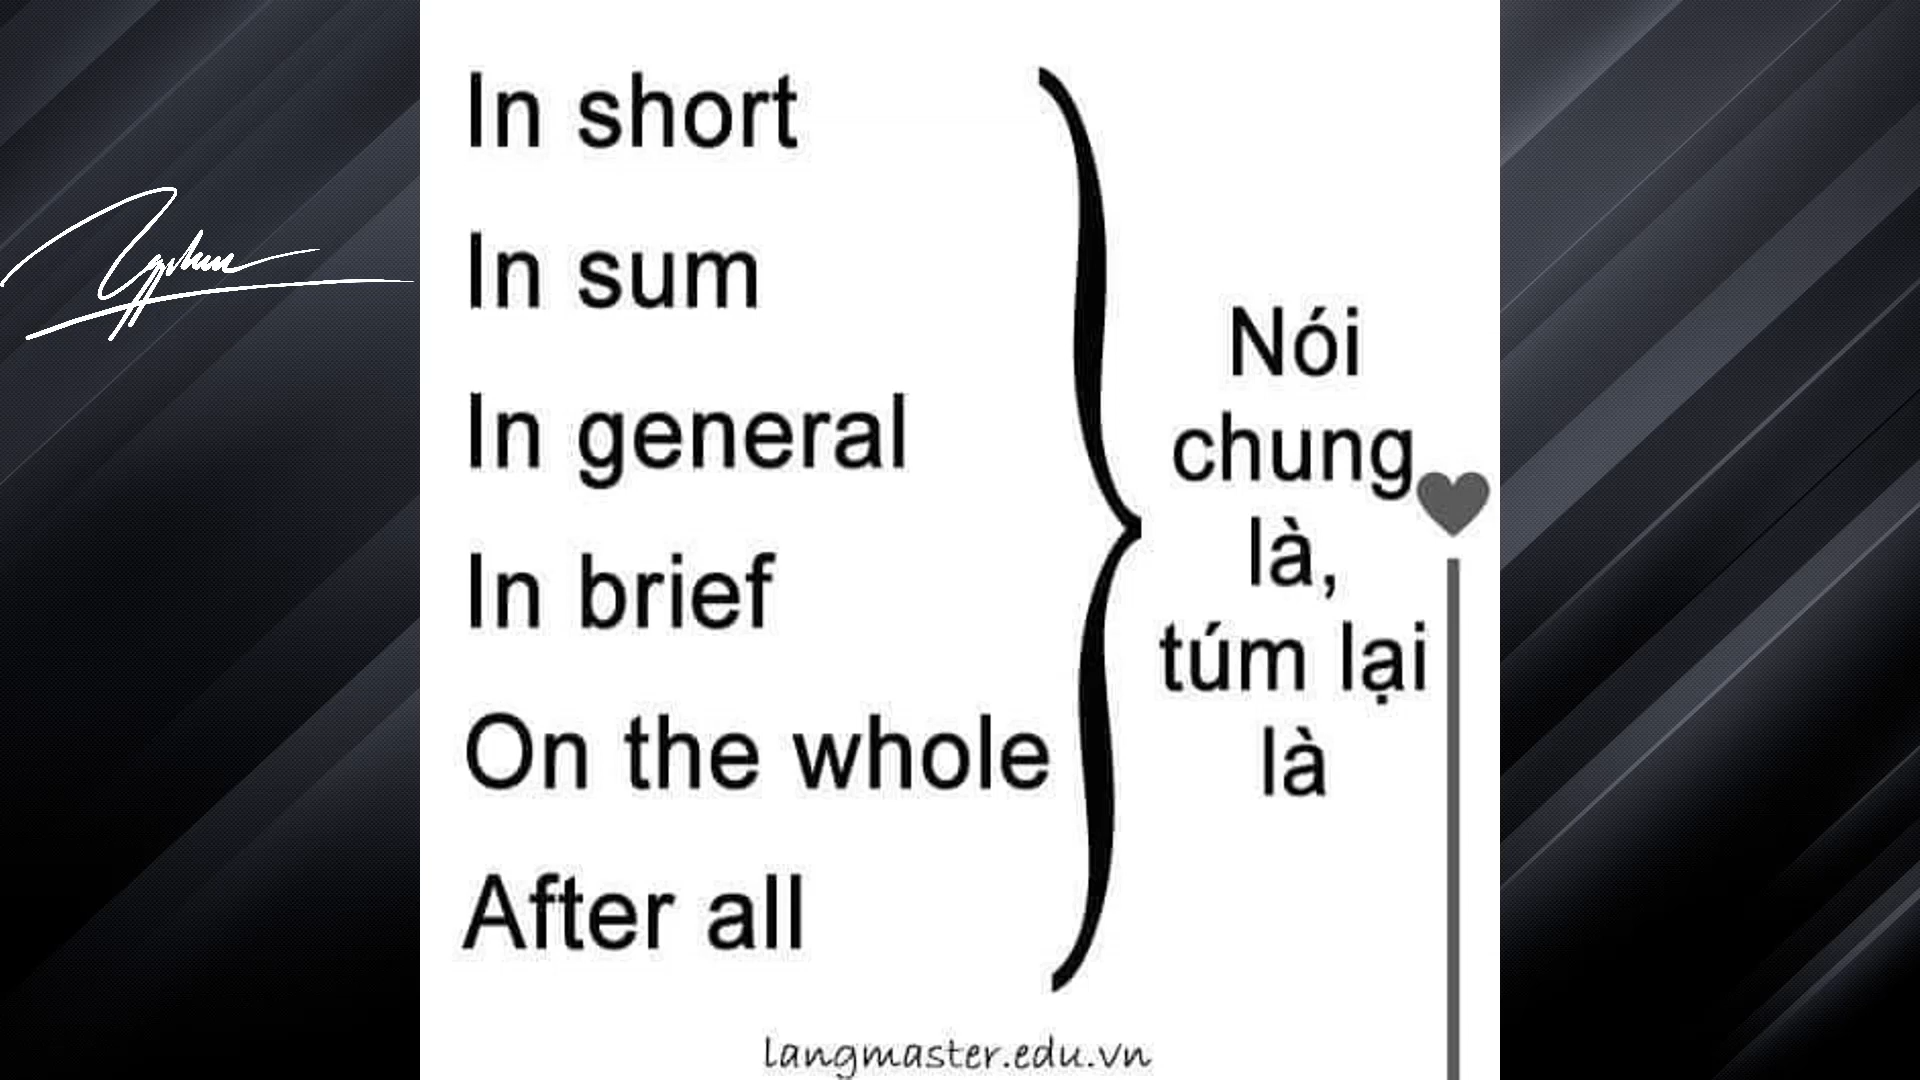 In short
In sum
In general
In brief
On the whole
After all
Nói
chung
là,
túm lại
là
langmaster.edu.vn